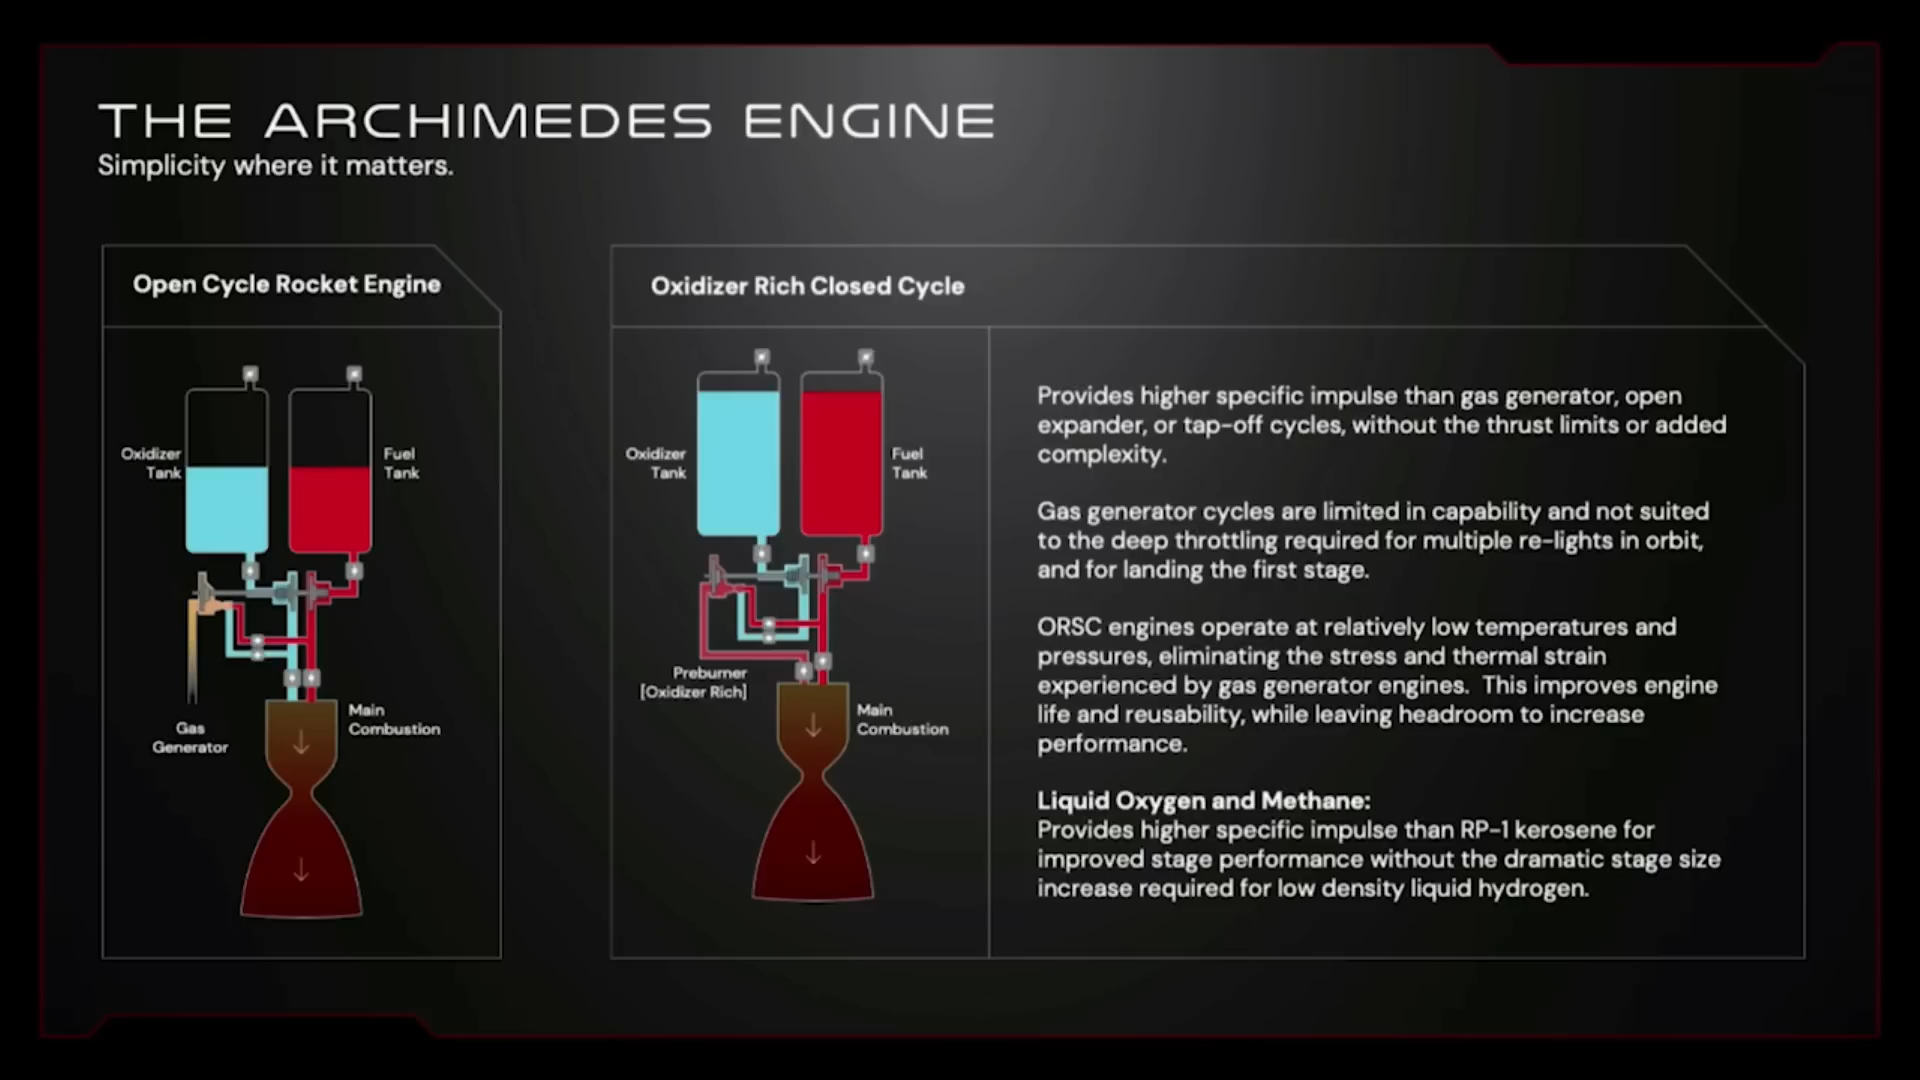 THE ARCHIMEDES ENGINE
Simplicity where it matters.
Open Cycle Rocket Engine
Oxidizer
Tank
Fuel
Tank
Gas
Generator
Main
Combustion
Oxidizer Rich Closed Cycle
Oxidizer
Tank
Fuel
Tank
Preburner
[Oxidizer Rich]
Main
Combustion
Provides higher specific impulse than gas generator, open
expander, or tap-off cycles, without the thrust limits or added
complexity.
Gas generator cycles are limited in capability and not suited
to the deep throttling required for multiple re-lights in orbit,
and for landing the first stage.
ORSC engines operate at relatively low temperatures and
pressures, eliminating the stress and thermal strain
experienced by gas generator engines.  This improves engine
life and reusability, while leaving headroom to increase
performance.
Liquid Oxygen and Methane:
Provides higher specific impulse than RP-1 kerosene for
improved stage performance without the dramatic stage size
increase required for low density liquid hydrogen.